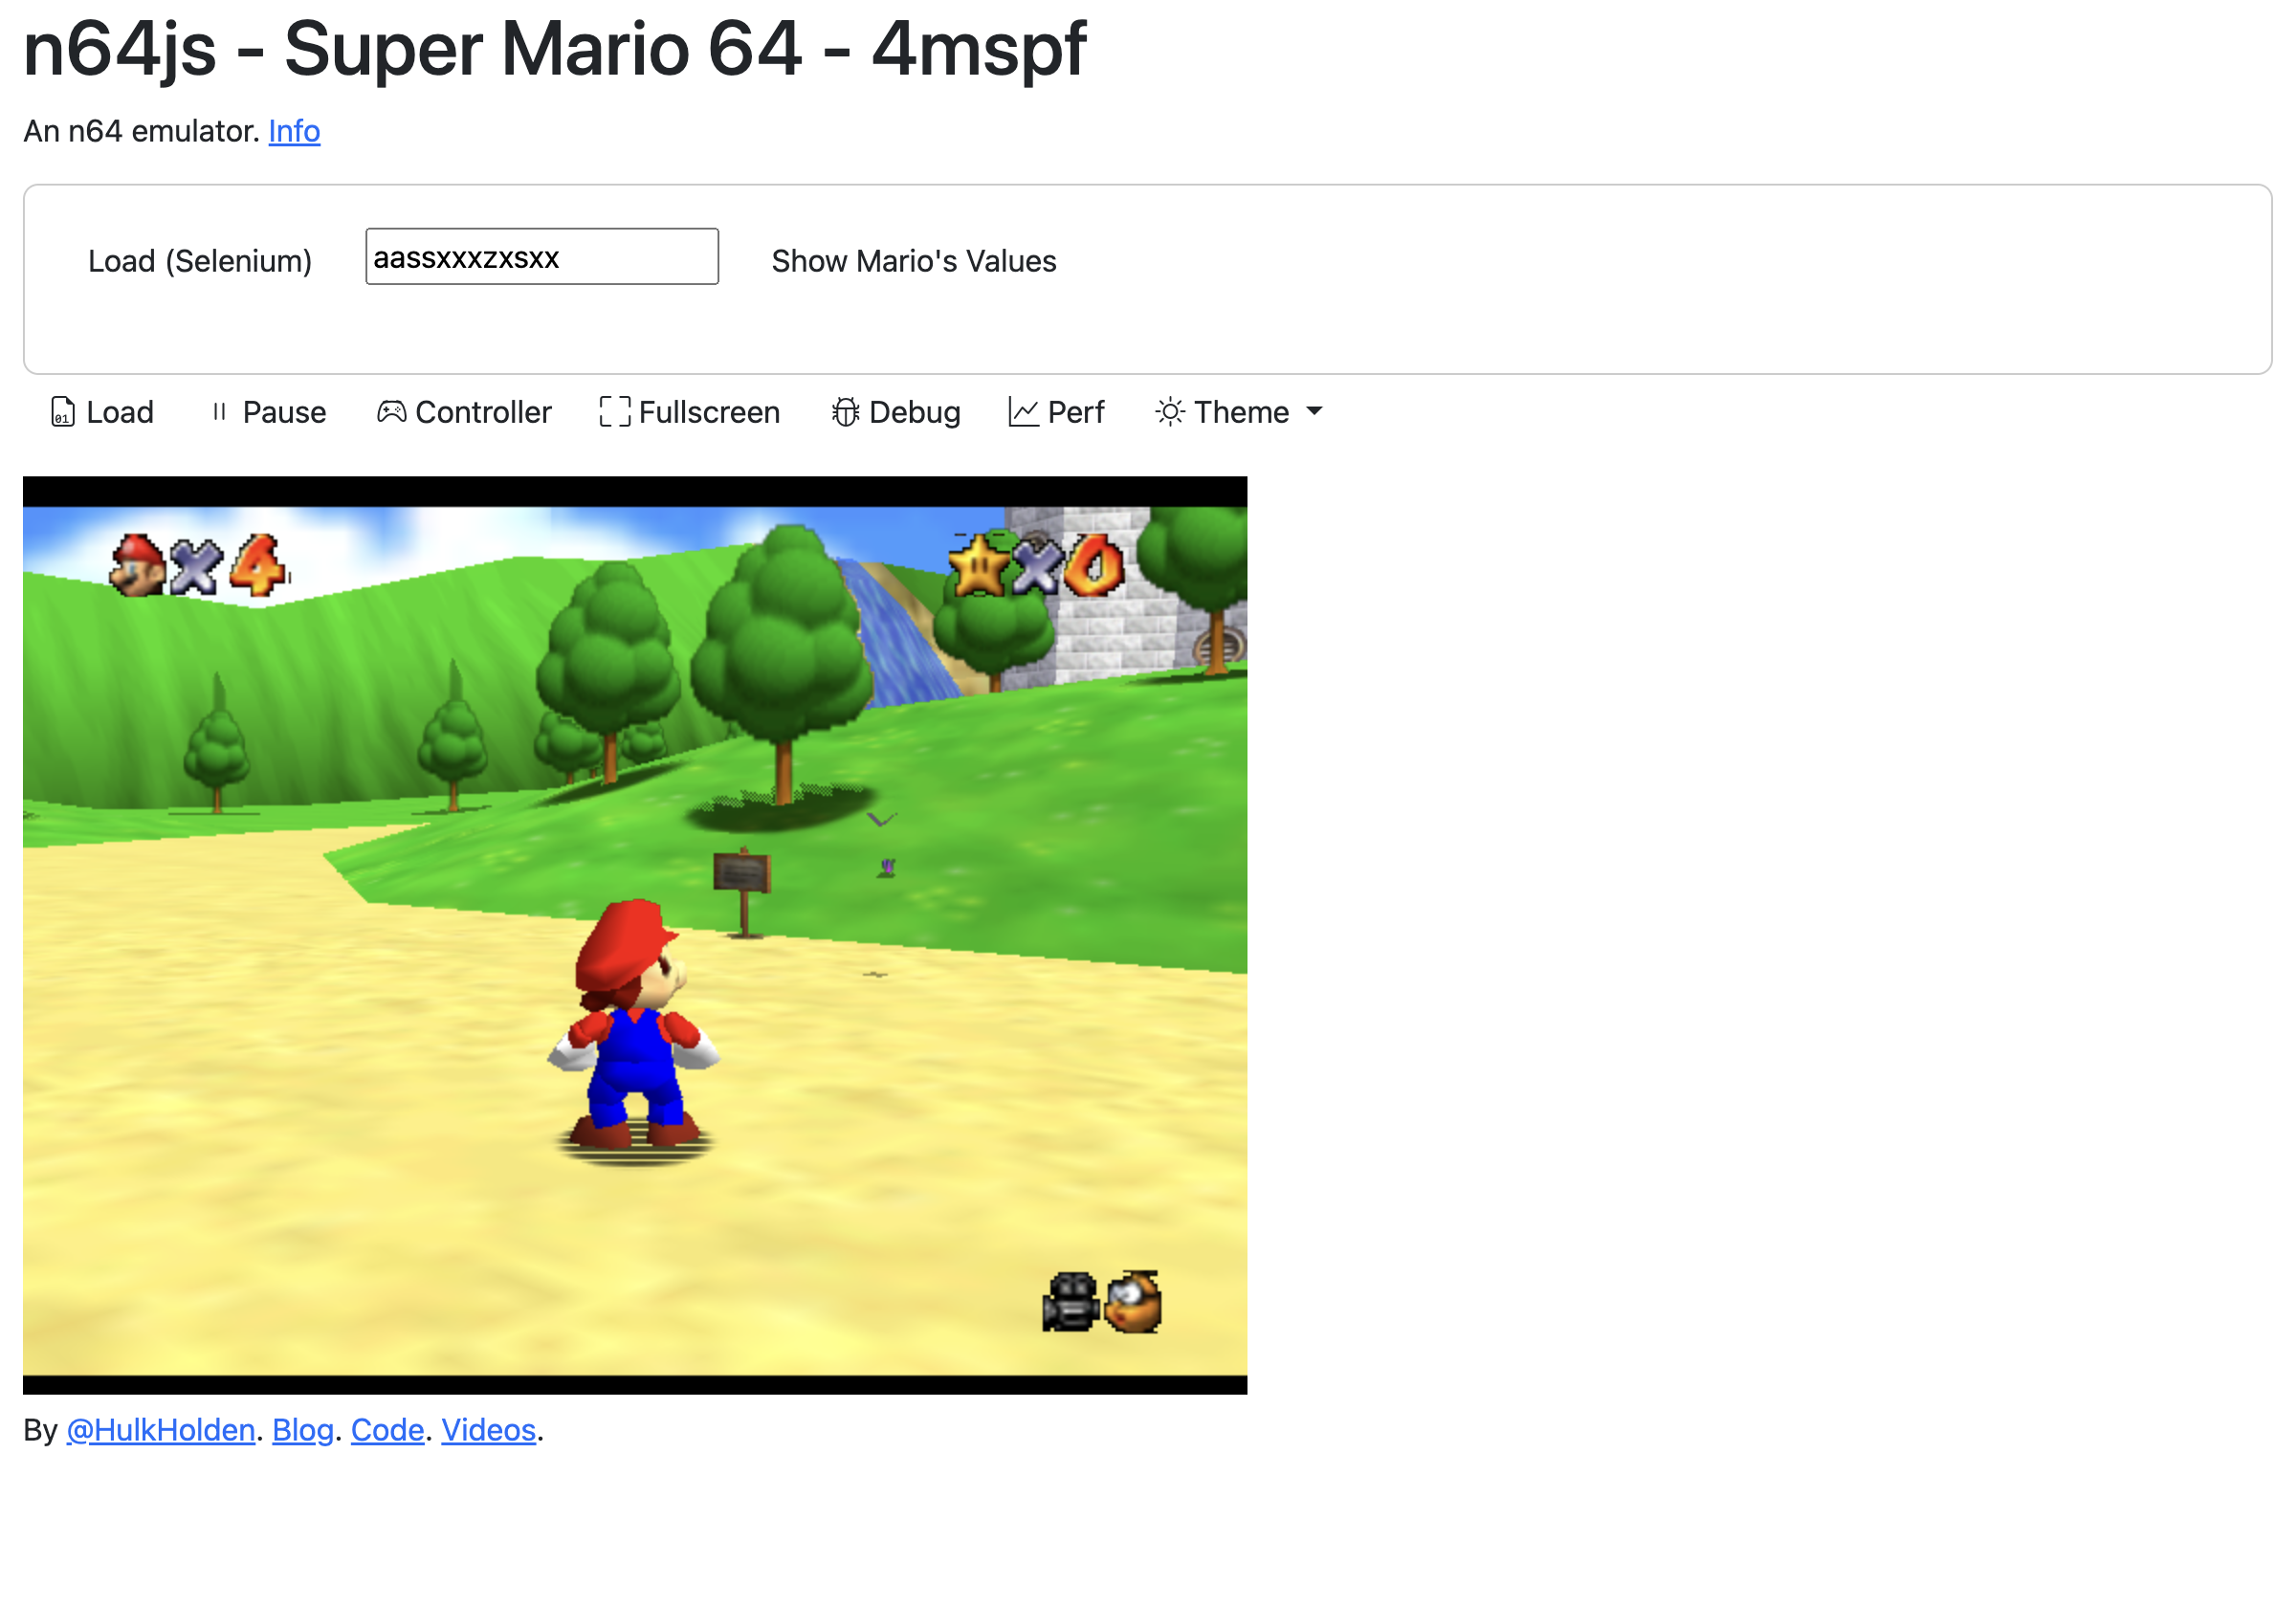 n64js - Super Mario 64 - 4mspf
An n64 emulator. Info
Load (Selenium) aassxxxzxsxx Show Mario's Values
Load Pause Controller Fullscreen Debug Perf Theme
×4 ×0
By @HulkHolden. Blog. Code. Videos.